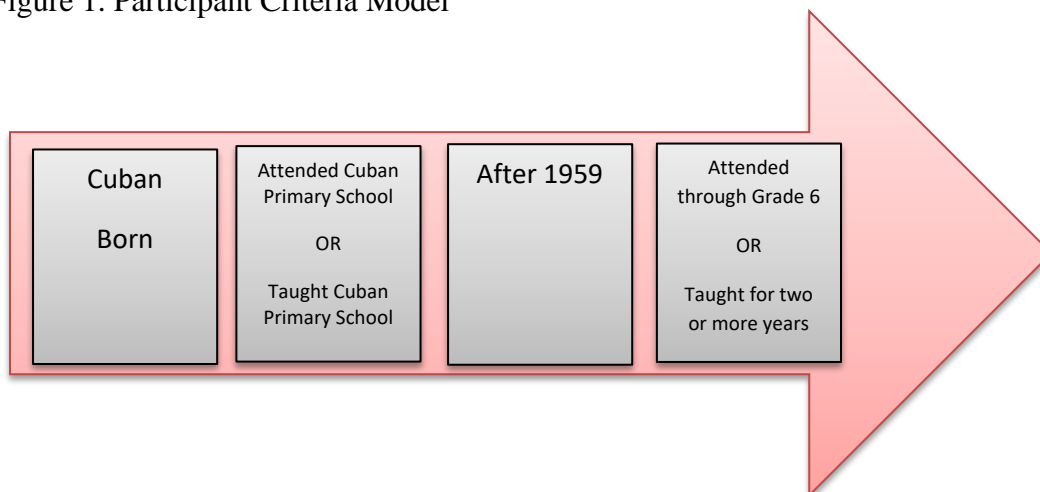 Figure 1. Participant Criteria Model
Cuban
Born
Attended Cuban
Primary School
OR
Taught Cuban
Primary School
After 1959
Attended
through Grade 6
OR
Taught for two
or more years